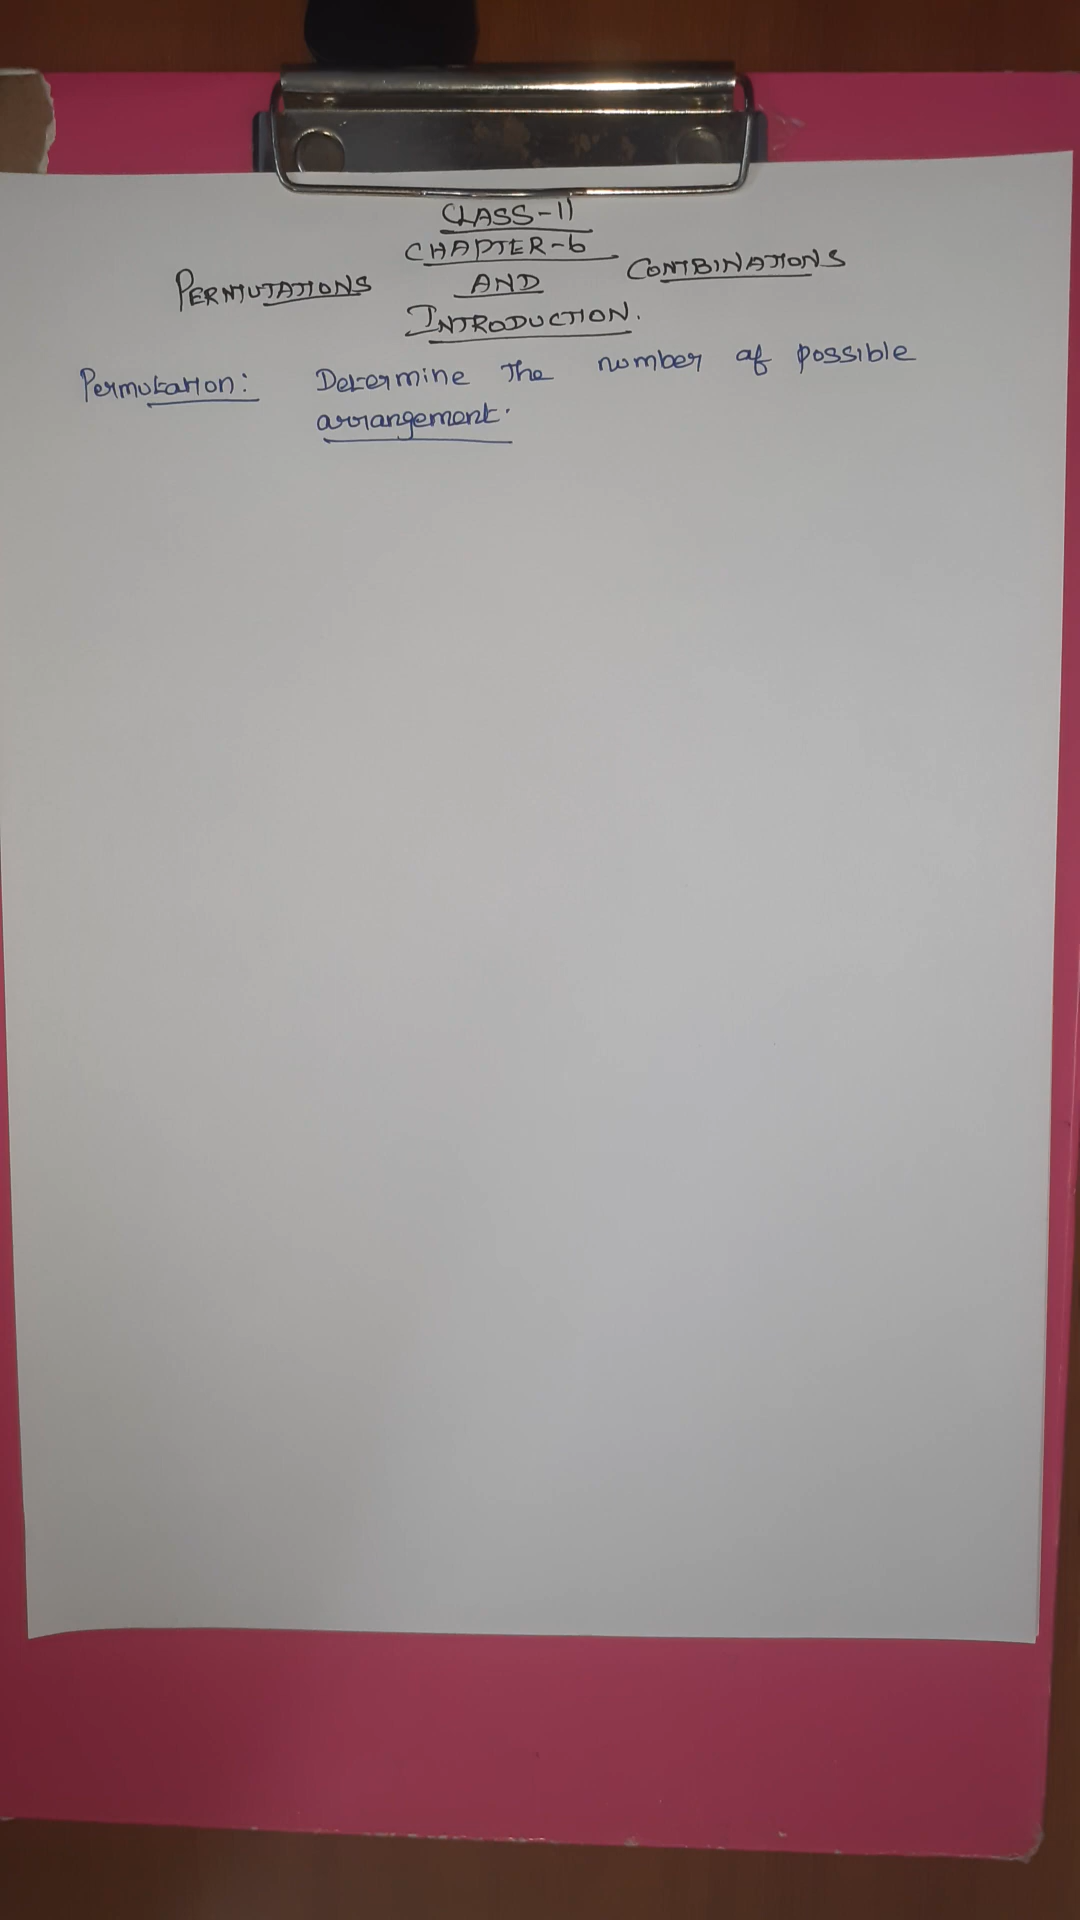 CLASS-11
CHAPTER-6
PERMUTATIONS AND COMBINATIONS
INTRODUCTION.
Permutation: Determine The number of possible
arrangement.